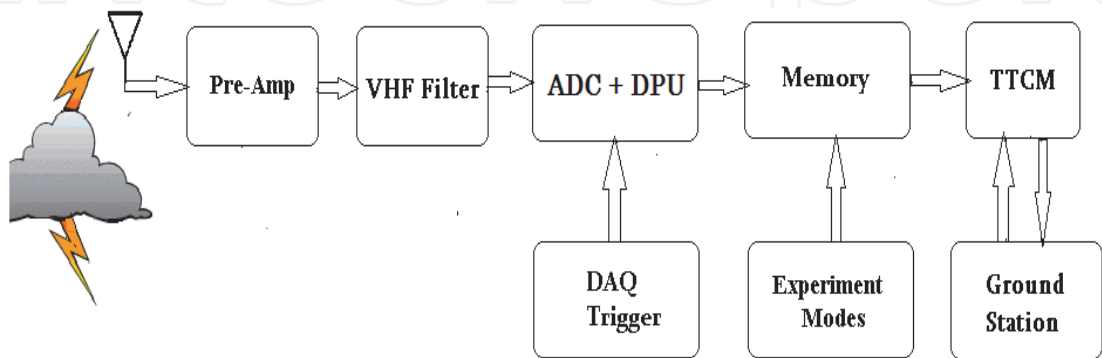 Pre-Amp
VHF Filter
ADC + DPU
Memory
TTCM
DAQ
Trigger
Experiment
Modes
Ground
Station